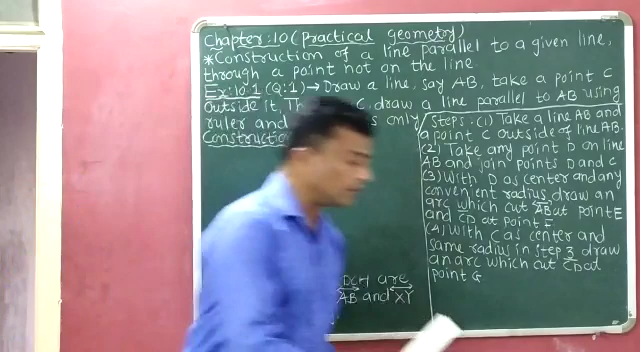 Chapter:10 (Practical geometry)
*Construction of a line parallel to a given line,
through a point not on the line
Ex:10.1 (Q:1) → Draw a line, say AB, take a point C
outside it. Th C, draw a line parallel to AB using
ruler and s only
Constructio
Steps: (1) Take a line AB and
a point C outside of line AB.
(2) Take any point D on line
AB and join points D and C
(3) With D as center and any
convenient radius draw an
arc which cut AB at point E
and CD at point F
(4) With C as center and
same radius in step 3 draw
an arc which cut CD at
point G
DCH are
AB and XY